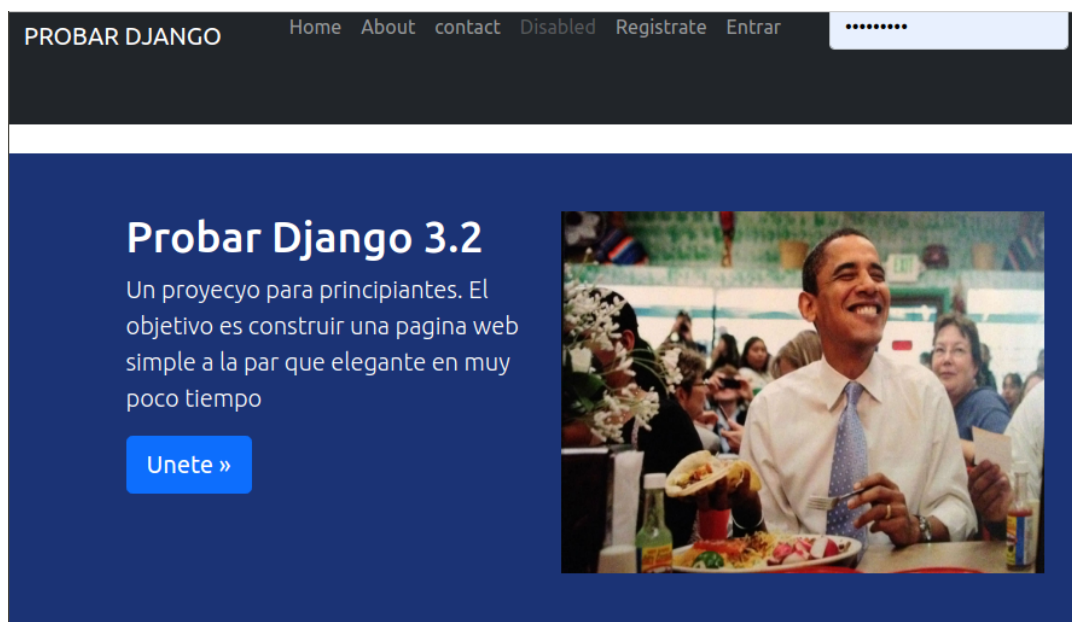 PROBAR DJANGO
Home About contact Disabled Registrate Entrar
•••••••••
Probar Django 3.2
Un proyecyo para principiantes. El
objetivo es construir una pagina web
simple a la par que elegante en muy
poco tiempo
Unete »
EXIT